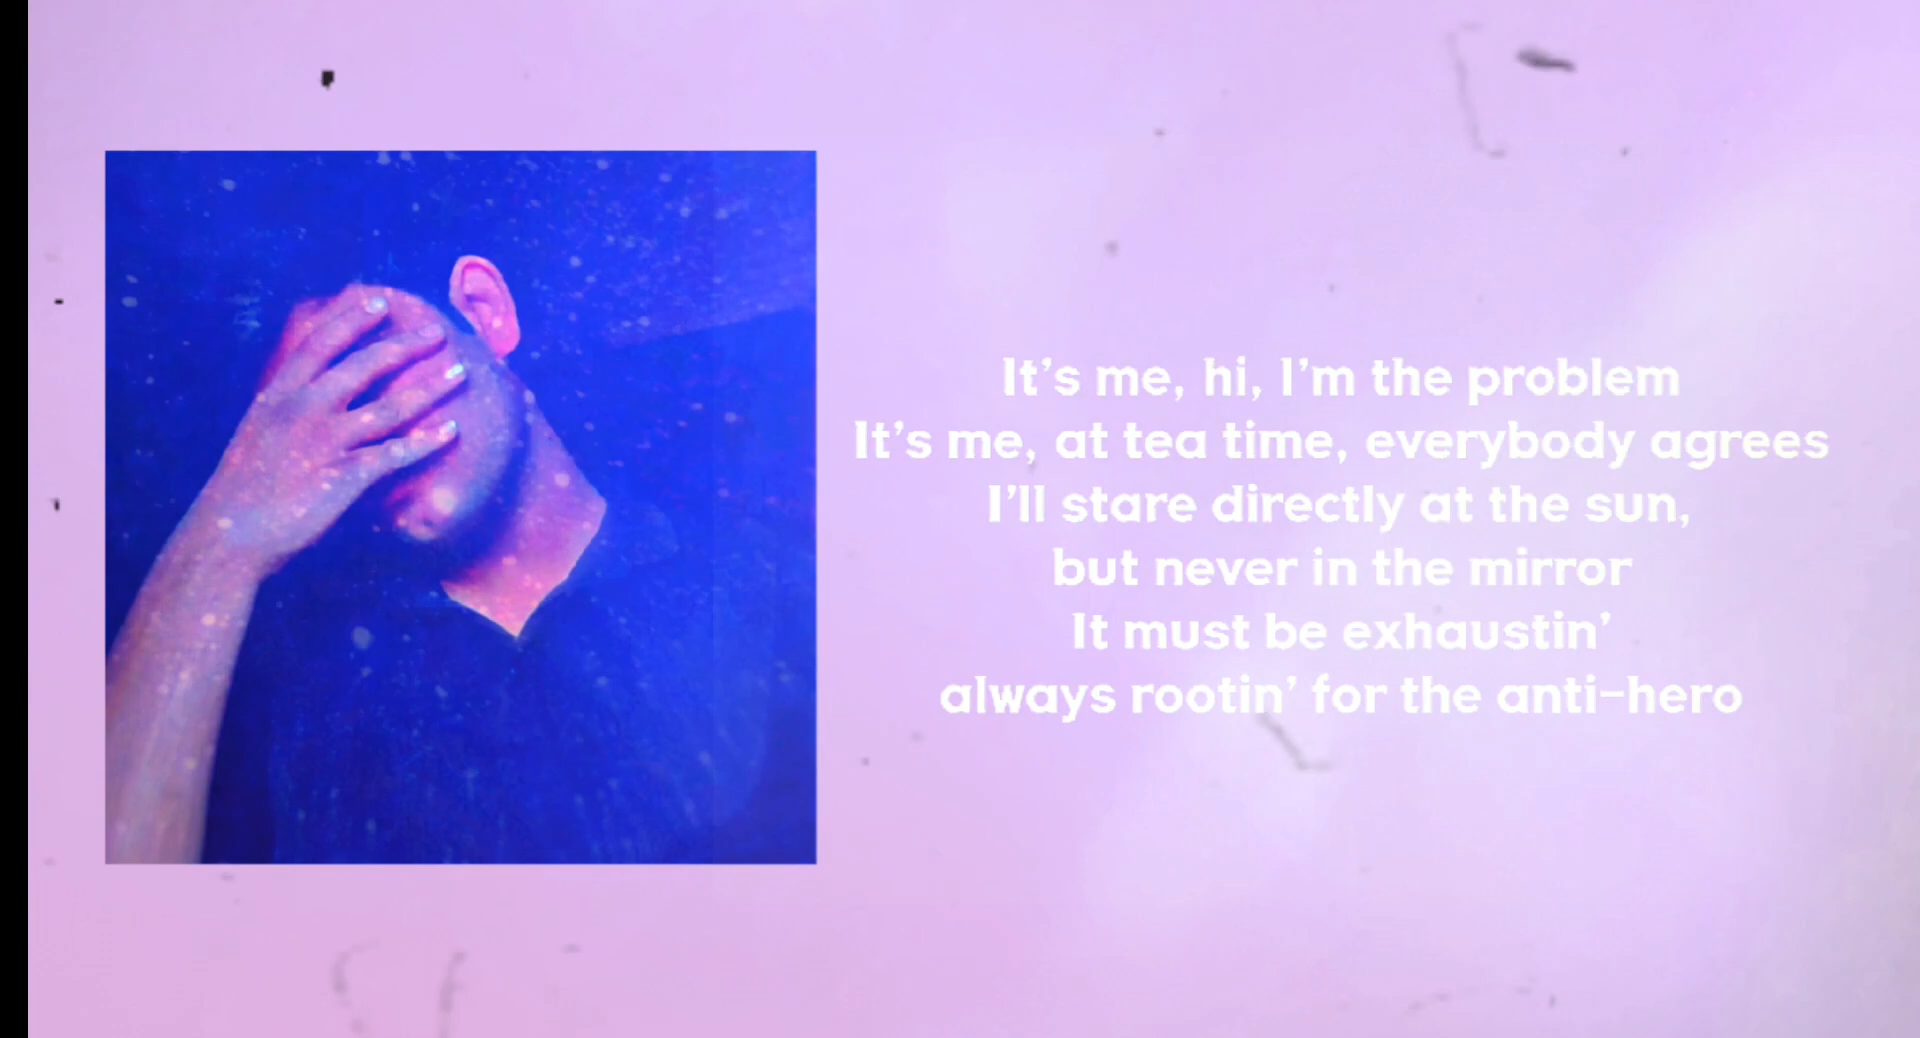 It's me, hi, I'm the problem
It's me, at tea time, everybody agrees
I'll stare directly at the sun,
but never in the mirror
It must be exhaustin'
always rootin' for the anti-hero